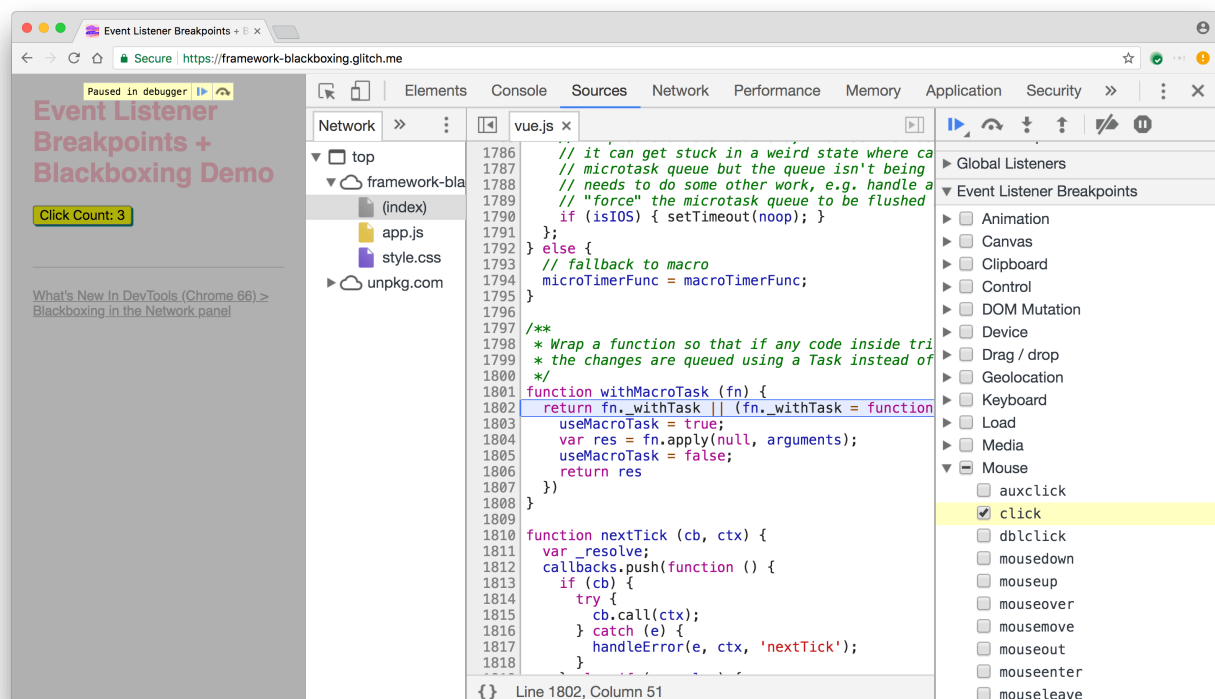 Event Listener Breakpoints + B
Secure
https://framework-blackboxing.glitch.me
Paused in debugger
Event Listener
Breakpoints +
Blackboxing Demo
Click Count: 3
What's New In DevTools (Chrome 66) >
Blackboxing in the Network panel
Elements Console Sources Network Performance Memory Application Security
Network
top
framework-bla
(index)
app.js
style.css
unpkg.com
vue.js
1786 // it can get stuck in a weird state where ca
1787 // microtask queue but the queue isn't being
1788 // needs to do some other work, e.g. handle a
1789 // "force" the microtask queue to be flushed
1790 if (isIOS) { setTimeout(noop); }
1791 };
1792 } else {
1793 // fallback to macro
1794 microTimerFunc = macroTimerFunc;
1795 }
1796
1797 /**
1798 * Wrap a function so that if any code inside tri
1799 * the changes are queued using a Task instead of
1800 */
1801 function withMacroTask (fn) {
1802 return fn._withTask || (fn._withTask = function
1803 useMacroTask = true;
1804 var res = fn.apply(null, arguments);
1805 useMacroTask = false;
1806 return res
1807 })
1808 }
1809
1810 function nextTick (cb, ctx) {
1811 var _resolve;
1812 callbacks.push(function () {
1813 if (cb) {
1814 try {
1815 cb.call(ctx);
1816 } catch (e) {
1817 handleError(e, ctx, 'nextTick');
1818 }
{} Line 1802, Column 51
Global Listeners
Event Listener Breakpoints
Animation
Canvas
Clipboard
Control
DOM Mutation
Device
Drag / drop
Geolocation
Keyboard
Load
Media
Mouse
auxclick
click
dblclick
mousedown
mouseup
mouseover
mousemove
mouseout
mouseenter
mouseleave